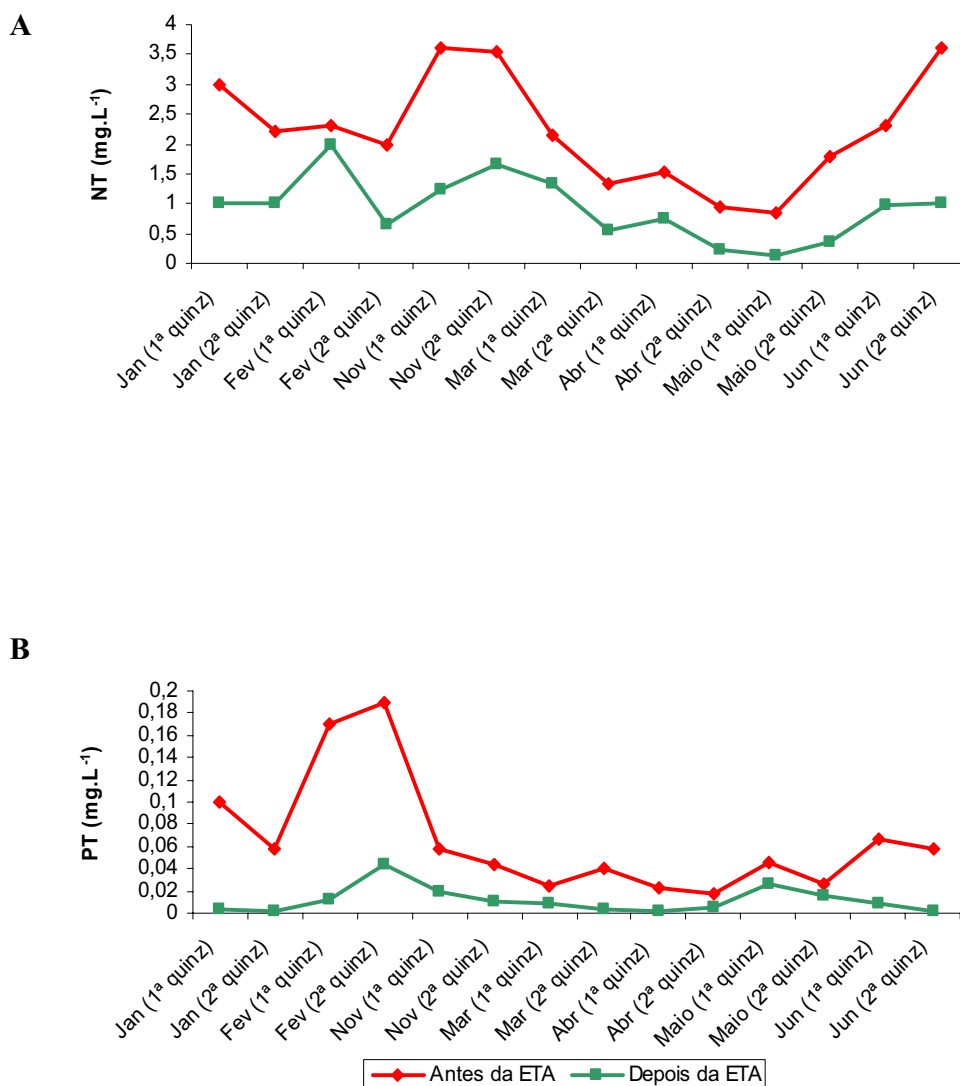 A
4
3,5
3
2,5
2
1,5
1
0,5
0
NT (mg.L⁻¹)
Jan (1ª quinz)
Jan (2ª quinz)
Fev (1ª quinz)
Fev (2ª quinz)
Nov (1ª quinz)
Nov (2ª quinz)
Mar (1ª quinz)
Mar (2ª quinz)
Abr (1ª quinz)
Abr (2ª quinz)
Maio (1ª quinz)
Maio (2ª quinz)
Jun (1ª quinz)
Jun (2ª quinz)
B
0,2
0,18
0,16
0,14
0,12
0,1
0,08
0,06
0,04
0,02
0
PT (mg.L⁻¹)
Jan (1ª quinz)
Jan (2ª quinz)
Fev (1ª quinz)
Fev (2ª quinz)
Nov (1ª quinz)
Nov (2ª quinz)
Mar (1ª quinz)
Mar (2ª quinz)
Abr (1ª quinz)
Abr (2ª quinz)
Maio (1ª quinz)
Maio (2ª quinz)
Jun (1ª quinz)
Jun (2ª quinz)
Antes da ETA Depois da ETA